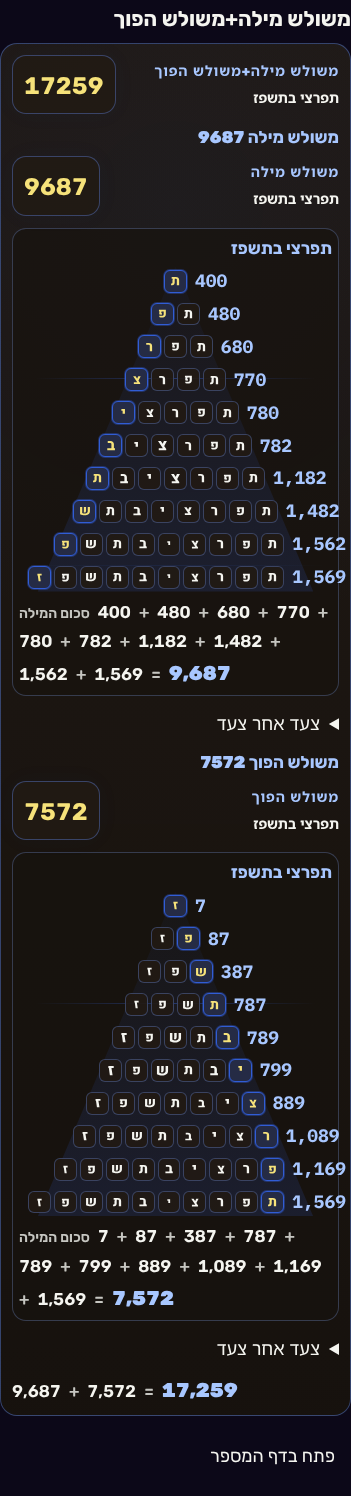 משולש מילה+משולש הפוך
משולש מילה+משולש הפוך
תפרצי בתשפז
17259
משולש מילה 9687
משולש מילה
תפרצי בתשפז
9687
תפרצי בתשפז
ת 400
ת פ 480
ת פ ר 680
ת פ ר צ 770
ת פ ר צ י 780
ת פ ר צ י ב 782
ת פ ר צ י ב ת 1,182
ת פ ר צ י ב ת ש 1,482
ת פ ר צ י ב ת ש פ 1,562
ת פ ר צ י ב ת ש פ ז 1,569
סכום המילה 400 + 480 + 680 + 770 +
780 + 782 + 1,182 + 1,482 +
1,562 + 1,569 = 9,687
◀ צעד אחר צעד
משולש הפוך 7572
משולש הפוך
תפרצי בתשפז
7572
תפרצי בתשפז
ז 7
פ ז 87
ש פ ז 387
ת ש פ ז 787
ב ת ש פ ז 789
י ב ת ש פ ז 799
צ י ב ת ש פ ז 889
ר צ י ב ת ש פ ז 1,089
פ ר צ י ב ת ש פ ז 1,169
ת פ ר צ י ב ת ש פ ז 1,569
סכום המילה 7 + 87 + 387 + 787 +
789 + 799 + 889 + 1,089 + 1,169
+ 1,569 = 7,572
◀ צעד אחר צעד
9,687 + 7,572 = 17,259
פתח בדף המספר